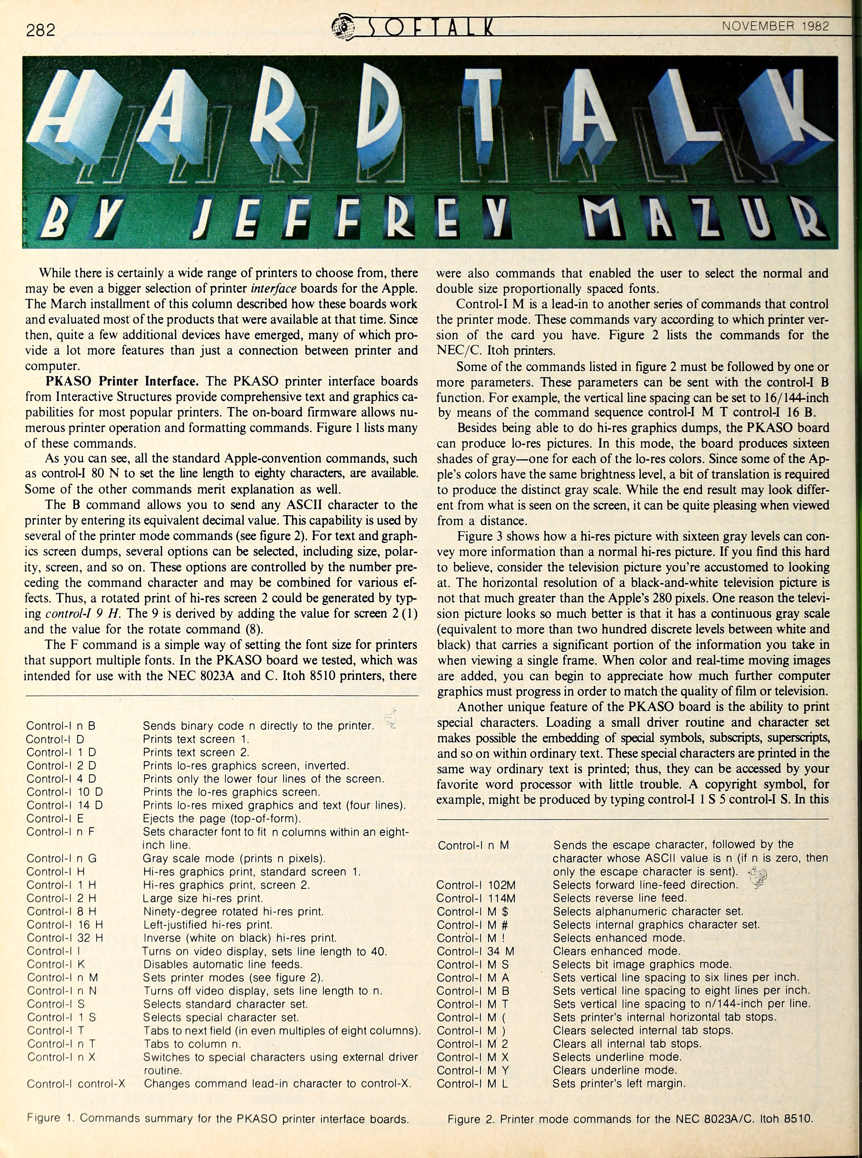 282
SOFTALK
NOVEMBER 1982
HARD TALK
BY JEFFREY MAZUR
While there is certainly a wide range of printers to choose from, there
may be even a bigger selection of printer interface boards for the Apple.
The March installment of this column described how these boards work
and evaluated most of the products that were available at that time. Since
then, quite a few additional devices have emerged, many of which pro-
vide a lot more features than just a connection between printer and
computer.
PKASO Printer Interface. The PKASO printer interface boards
from Interactive Structures provide comprehensive text and graphics ca-
pabilities for most popular printers. The on-board firmware allows nu-
merous printer operation and formatting commands. Figure 1 lists many
of these commands.
As you can see, all the standard Apple-convention commands, such
as control-I 80 N to set the line length to eighty characters, are available.
Some of the other commands merit explanation as well.
The B command allows you to send any ASCII character to the
printer by entering its equivalent decimal value. This capability is used by
several of the printer mode commands (see figure 2). For text and graph-
ics screen dumps, several options can be selected, including size, polar-
ity, screen, and so on. These options are controlled by the number pre-
ceding the command character and may be combined for various ef-
fects. Thus, a rotated print of hi-res screen 2 could be generated by typ-
ing control-I 9 H. The 9 is derived by adding the value for screen 2 (1)
and the value for the rotate command (8).
The F command is a simple way of setting the font size for printers
that support multiple fonts. In the PKASO board we tested, which was
intended for use with the NEC 8023A and C. Itoh 8510 printers, there
Control-I n B Sends binary code n directly to the printer.
Control-I D Prints text screen 1.
Control-I 1 D Prints text screen 2.
Control-I 2 D Prints lo-res graphics screen, inverted.
Control-I 4 D Prints only the lower four lines of the screen.
Control-I 10 D Prints the lo-res graphics screen.
Control-I 14 D Prints lo-res mixed graphics and text (four lines).
Control-I E Ejects the page (top-of-form).
Control-I n F Sets character font to fit n columns within an eight-
inch line.
Control-I n G Gray scale mode (prints n pixels).
Control-I H Hi-res graphics print, standard screen 1.
Control-I 1 H Hi-res graphics print, screen 2.
Control-I 2 H Large size hi-res print.
Control-I 8 H Ninety-degree rotated hi-res print.
Control-I 16 H Left-justified hi-res print.
Control-I 32 H Inverse (white on black) hi-res print.
Control-I I Turns on video display, sets line length to 40.
Control-I K Disables automatic line feeds.
Control-I n M Sets printer modes (see figure 2).
Control-I n N Turns off video display, sets line length to n.
Control-I S Selects standard character set.
Control-I 1 S Selects special character set.
Control-I T Tabs to next field (in even multiples of eight columns).
Control-I n T Tabs to column n.
Control-I n X Switches to special characters using external driver
routine.
Control-I control-X Changes command lead-in character to control-X.
Figure 1. Commands summary for the PKASO printer interface boards.
were also commands that enabled the user to select the normal and
double size proportionally spaced fonts.
Control-I M is a lead-in to another series of commands that control
the printer mode. These commands vary according to which printer ver-
sion of the card you have. Figure 2 lists the commands for the
NEC/C. Itoh printers.
Some of the commands listed in figure 2 must be followed by one or
more parameters. These parameters can be sent with the control-I B
function. For example, the vertical line spacing can be set to 16/144-inch
by means of the command sequence control-I M T control-I 16 B.
Besides being able to do hi-res graphics dumps, the PKASO board
can produce lo-res pictures. In this mode, the board produces sixteen
shades of gray—one for each of the lo-res colors. Since some of the Ap-
ple's colors have the same brightness level, a bit of translation is required
to produce the distinct gray scale. While the end result may look differ-
ent from what is seen on the screen, it can be quite pleasing when viewed
from a distance.
Figure 3 shows how a hi-res picture with sixteen gray levels can con-
vey more information than a normal hi-res picture. If you find this hard
to believe, consider the television picture you're accustomed to looking
at. The horizontal resolution of a black-and-white television picture is
not that much greater than the Apple's 280 pixels. One reason the televi-
sion picture looks so much better is that it has a continuous gray scale
(equivalent to more than two hundred discrete levels between white and
black) that carries a significant portion of the information you take in
when viewing a single frame. When color and real-time moving images
are added, you can begin to appreciate how much further computer
graphics must progress in order to match the quality of film or television.
Another unique feature of the PKASO board is the ability to print
special characters. Loading a small driver routine and character set
makes possible the embedding of special symbols, subscripts, superscripts,
and so on within ordinary text. These special characters are printed in the
same way ordinary text is printed; thus, they can be accessed by your
favorite word processor with little trouble. A copyright symbol, for
example, might be produced by typing control-I 1 S 5 control-I S. In this
Control-I n M Sends the escape character, followed by the
character whose ASCII value is n (if n is zero, then
only the escape character is sent).
Control-I 102M Selects forward line-feed direction.
Control-I 114M Selects reverse line feed.
Control-I M $ Selects alphanumeric character set.
Control-I M # Selects internal graphics character set.
Control-I M ! Selects enhanced mode.
Control-I 34 M Clears enhanced mode.
Control-I M S Selects bit image graphics mode.
Control-I M A Sets vertical line spacing to six lines per inch.
Control-I M B Sets vertical line spacing to eight lines per inch.
Control-I M T Sets vertical line spacing to n/144-inch per line.
Control-I M ( Sets printer's internal horizontal tab stops.
Control-I M ) Clears selected internal tab stops.
Control-I M 2 Clears all internal tab stops.
Control-I M X Selects underline mode.
Control-I M Y Clears underline mode.
Control-I M L Sets printer's left margin.
Figure 2. Printer mode commands for the NEC 8023A/C. Itoh 8510.